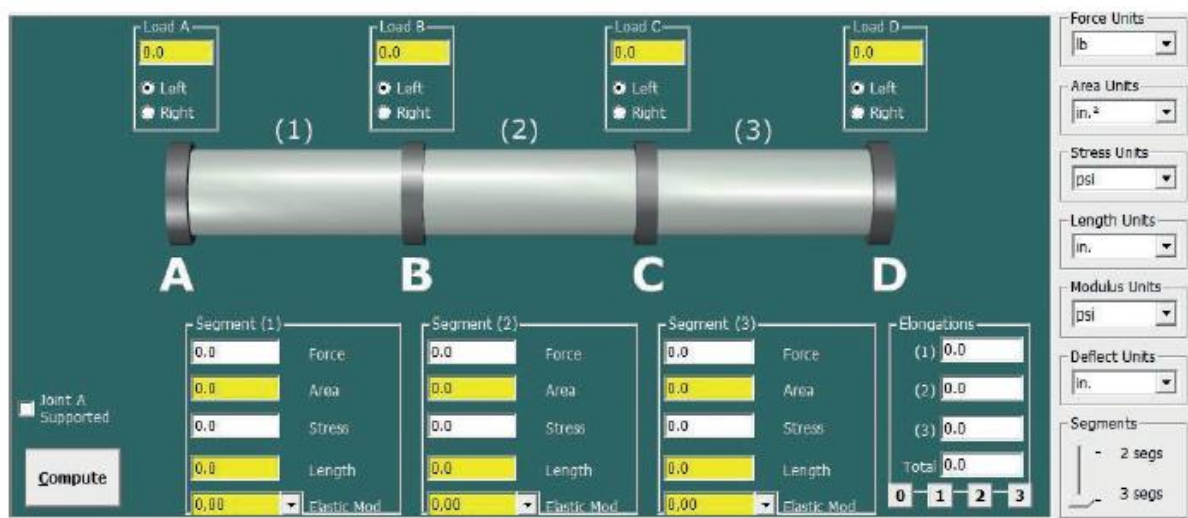 Load A
0.0
Left
Right
Load B
0.0
Left
Right
Load C
0.0
Left
Right
Load D
0.0
Left
Right
(1)
(2)
(3)
A
B
C
D
Joint A
Supported
Compute
Segment (1)
0.0 Force
0.0 Area
0.0 Stress
0.0 Length
0,00 Elastic Mod
Segment (2)
0.0 Force
0.0 Area
0.0 Stress
0.0 Length
0,00 Elastic Mod
Segment (3)
0.0 Force
0.0 Area
0.0 Stress
0.0 Length
0,00 Elastic Mod
Elongations
(1) 0.0
(2) 0.0
(3) 0.0
Total 0.0
0 1 2 3
Force Units
lb
Area Units
in.²
Stress Units
psi
Length Units
in.
Modulus Units
psi
Deflect Units
in.
Segments
2 segs
3 segs